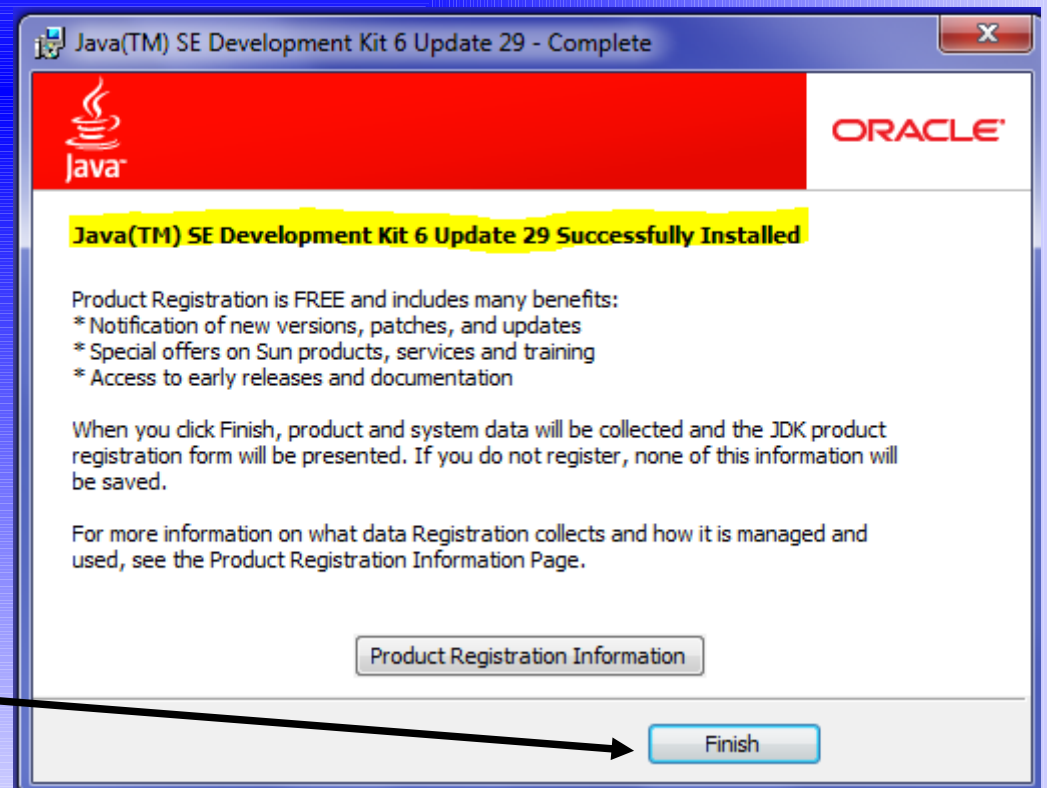 Java(TM) SE Development Kit 6 Update 29 - Complete
Java™
ORACLE®
Java(TM) SE Development Kit 6 Update 29 Successfully Installed
Product Registration is FREE and includes many benefits:
* Notification of new versions, patches, and updates
* Special offers on Sun products, services and training
* Access to early releases and documentation
When you click Finish, product and system data will be collected and the JDK product
registration form will be presented. If you do not register, none of this information will
be saved.
For more information on what data Registration collects and how it is managed and
used, see the Product Registration Information Page.
Product Registration Information
Finish